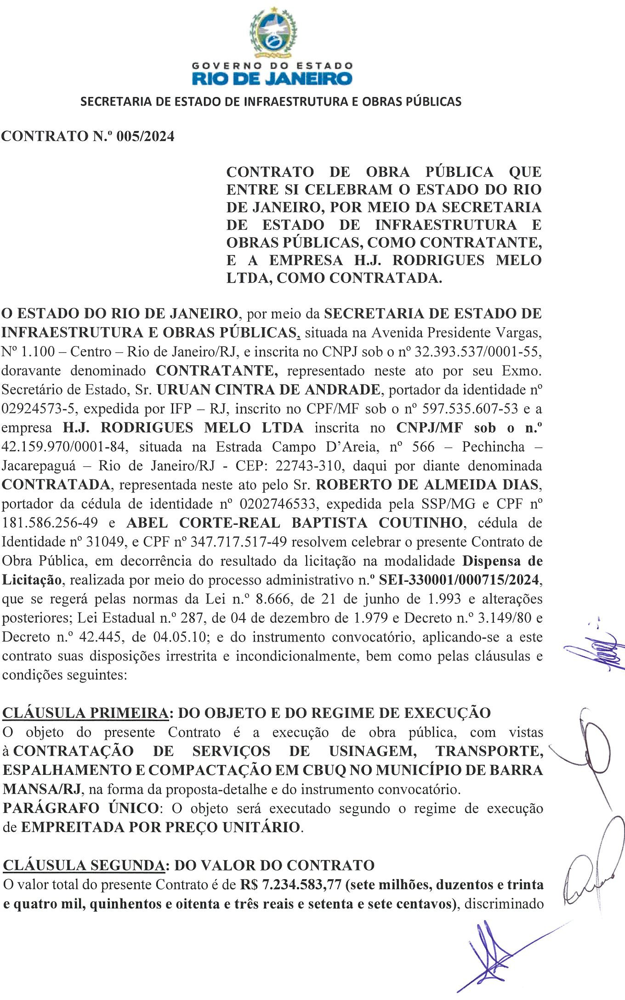 GOVERNO DO ESTADO
RIO DE JANEIRO
SECRETARIA DE ESTADO DE INFRAESTRUTURA E OBRAS PÚBLICAS
CONTRATO N.º 005/2024
CONTRATO DE OBRA PÚBLICA QUE
ENTRE SI CELEBRAM O ESTADO DO RIO
DE JANEIRO, POR MEIO DA SECRETARIA
DE ESTADO DE INFRAESTRUTURA E
OBRAS PÚBLICAS, COMO CONTRATANTE,
E A EMPRESA H.J. RODRIGUES MELO
LTDA, COMO CONTRATADA.
O ESTADO DO RIO DE JANEIRO, por meio da SECRETARIA DE ESTADO DE
INFRAESTRUTURA E OBRAS PÚBLICAS, situada na Avenida Presidente Vargas,
Nº 1.100 – Centro – Rio de Janeiro/RJ, e inscrita no CNPJ sob o nº 32.393.537/0001-55,
doravante denominado CONTRATANTE, representado neste ato por seu Exmo.
Secretário de Estado, Sr. URUAN CINTRA DE ANDRADE, portador da identidade nº
02924573-5, expedida por IFP – RJ, inscrito no CPF/MF sob o nº 597.535.607-53 e a
empresa H.J. RODRIGUES MELO LTDA inscrita no CNPJ/MF sob o n.º
42.159.970/0001-84, situada na Estrada Campo D’Areia, nº 566 – Pechincha –
Jacarepaguá – Rio de Janeiro/RJ - CEP: 22743-310, daqui por diante denominada
CONTRATADA, representada neste ato pelo Sr. ROBERTO DE ALMEIDA DIAS,
portador da cédula de identidade nº 0202746533, expedida pela SSP/MG e CPF nº
181.586.256-49 e ABEL CORTE-REAL BAPTISTA COUTINHO, cédula de
Identidade nº 31049, e CPF nº 347.717.517-49 resolvem celebrar o presente Contrato de
Obra Pública, em decorrência do resultado da licitação na modalidade Dispensa de
Licitação, realizada por meio do processo administrativo n.º SEI-330001/000715/2024,
que se regerá pelas normas da Lei n.º 8.666, de 21 de junho de 1.993 e alterações
posteriores; Lei Estadual n.º 287, de 04 de dezembro de 1.979 e Decreto n.º 3.149/80 e
Decreto n.º 42.445, de 04.05.10; e do instrumento convocatório, aplicando-se a este
contrato suas disposições irrestrita e incondicionalmente, bem como pelas cláusulas e
condições seguintes:
CLÁUSULA PRIMEIRA: DO OBJETO E DO REGIME DE EXECUÇÃO
O objeto do presente Contrato é a execução de obra pública, com vistas
à CONTRATAÇÃO DE SERVIÇOS DE USINAGEM, TRANSPORTE,
ESPALHAMENTO E COMPACTAÇÃO EM CBUQ NO MUNICÍPIO DE BARRA
MANSA/RJ, na forma da proposta-detalhe e do instrumento convocatório.
PARÁGRAFO ÚNICO: O objeto será executado segundo o regime de execução
de EMPREITADA POR PREÇO UNITÁRIO.
CLÁUSULA SEGUNDA: DO VALOR DO CONTRATO
O valor total do presente Contrato é de R$ 7.234.583,77 (sete milhões, duzentos e trinta
e quatro mil, quinhentos e oitenta e três reais e setenta e sete centavos), discriminado